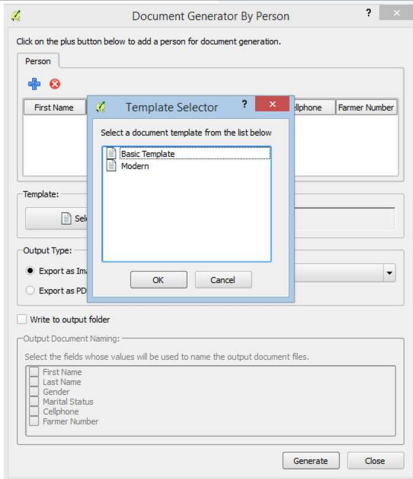 Document Generator By Person
?
Click on the plus button below to add a person for document generation.
Person
First Name
Farmer Number
Template Selector
?
Select a document template from the list below
Basic Template
Modern
OK
Cancel
Template:
Output Type:
Export as
Export as
Write to output folder
Output Document Naming:
Select the fields whose values will be used to name the output document files.
First Name
Last Name
Gender
Marital Status
Cellphone
Farmer Number
Generate
Close